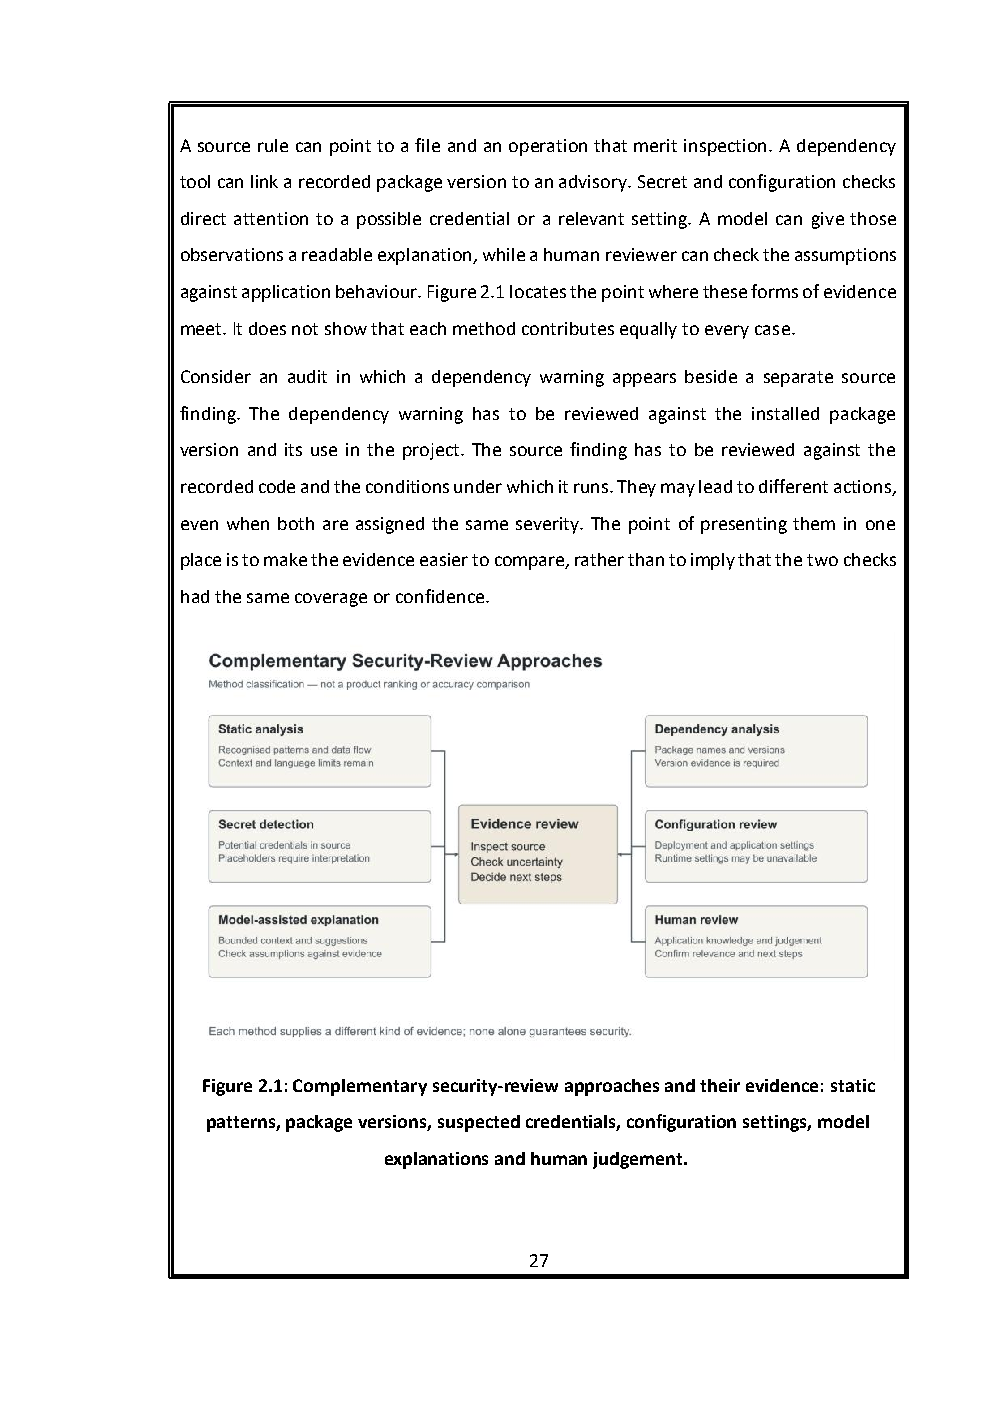 A source rule can point to a file and an operation that merit inspection. A dependency
tool can link a recorded package version to an advisory. Secret and configuration checks
direct attention to a possible credential or a relevant setting. A model can give those
observations a readable explanation, while a human reviewer can check the assumptions
against application behaviour. Figure 2.1 locates the point where these forms of evidence
meet. It does not show that each method contributes equally to every case.
Consider an audit in which a dependency warning appears beside a separate source
finding. The dependency warning has to be reviewed against the installed package
version and its use in the project. The source finding has to be reviewed against the
recorded code and the conditions under which it runs. They may lead to different actions,
even when both are assigned the same severity. The point of presenting them in one
place is to make the evidence easier to compare, rather than to imply that the two checks
had the same coverage or confidence.
Complementary Security-Review Approaches
Method classification — not a product ranking or accuracy comparison
Static analysis
Recognised patterns and data flow
Context and language limits remain
Secret detection
Potential credentials in source
Placeholders require interpretation
Model-assisted explanation
Bounded context and suggestions
Check assumptions against evidence
Evidence review
Inspect source
Check uncertainty
Decide next steps
Dependency analysis
Package names and versions
Version evidence is required
Configuration review
Deployment and application settings
Runtime settings may be unavailable
Human review
Application knowledge and judgement
Confirm relevance and next steps
Each method supplies a different kind of evidence; none alone guarantees security.
Figure 2.1: Complementary security-review approaches and their evidence: static
patterns, package versions, suspected credentials, configuration settings, model
explanations and human judgement.
27